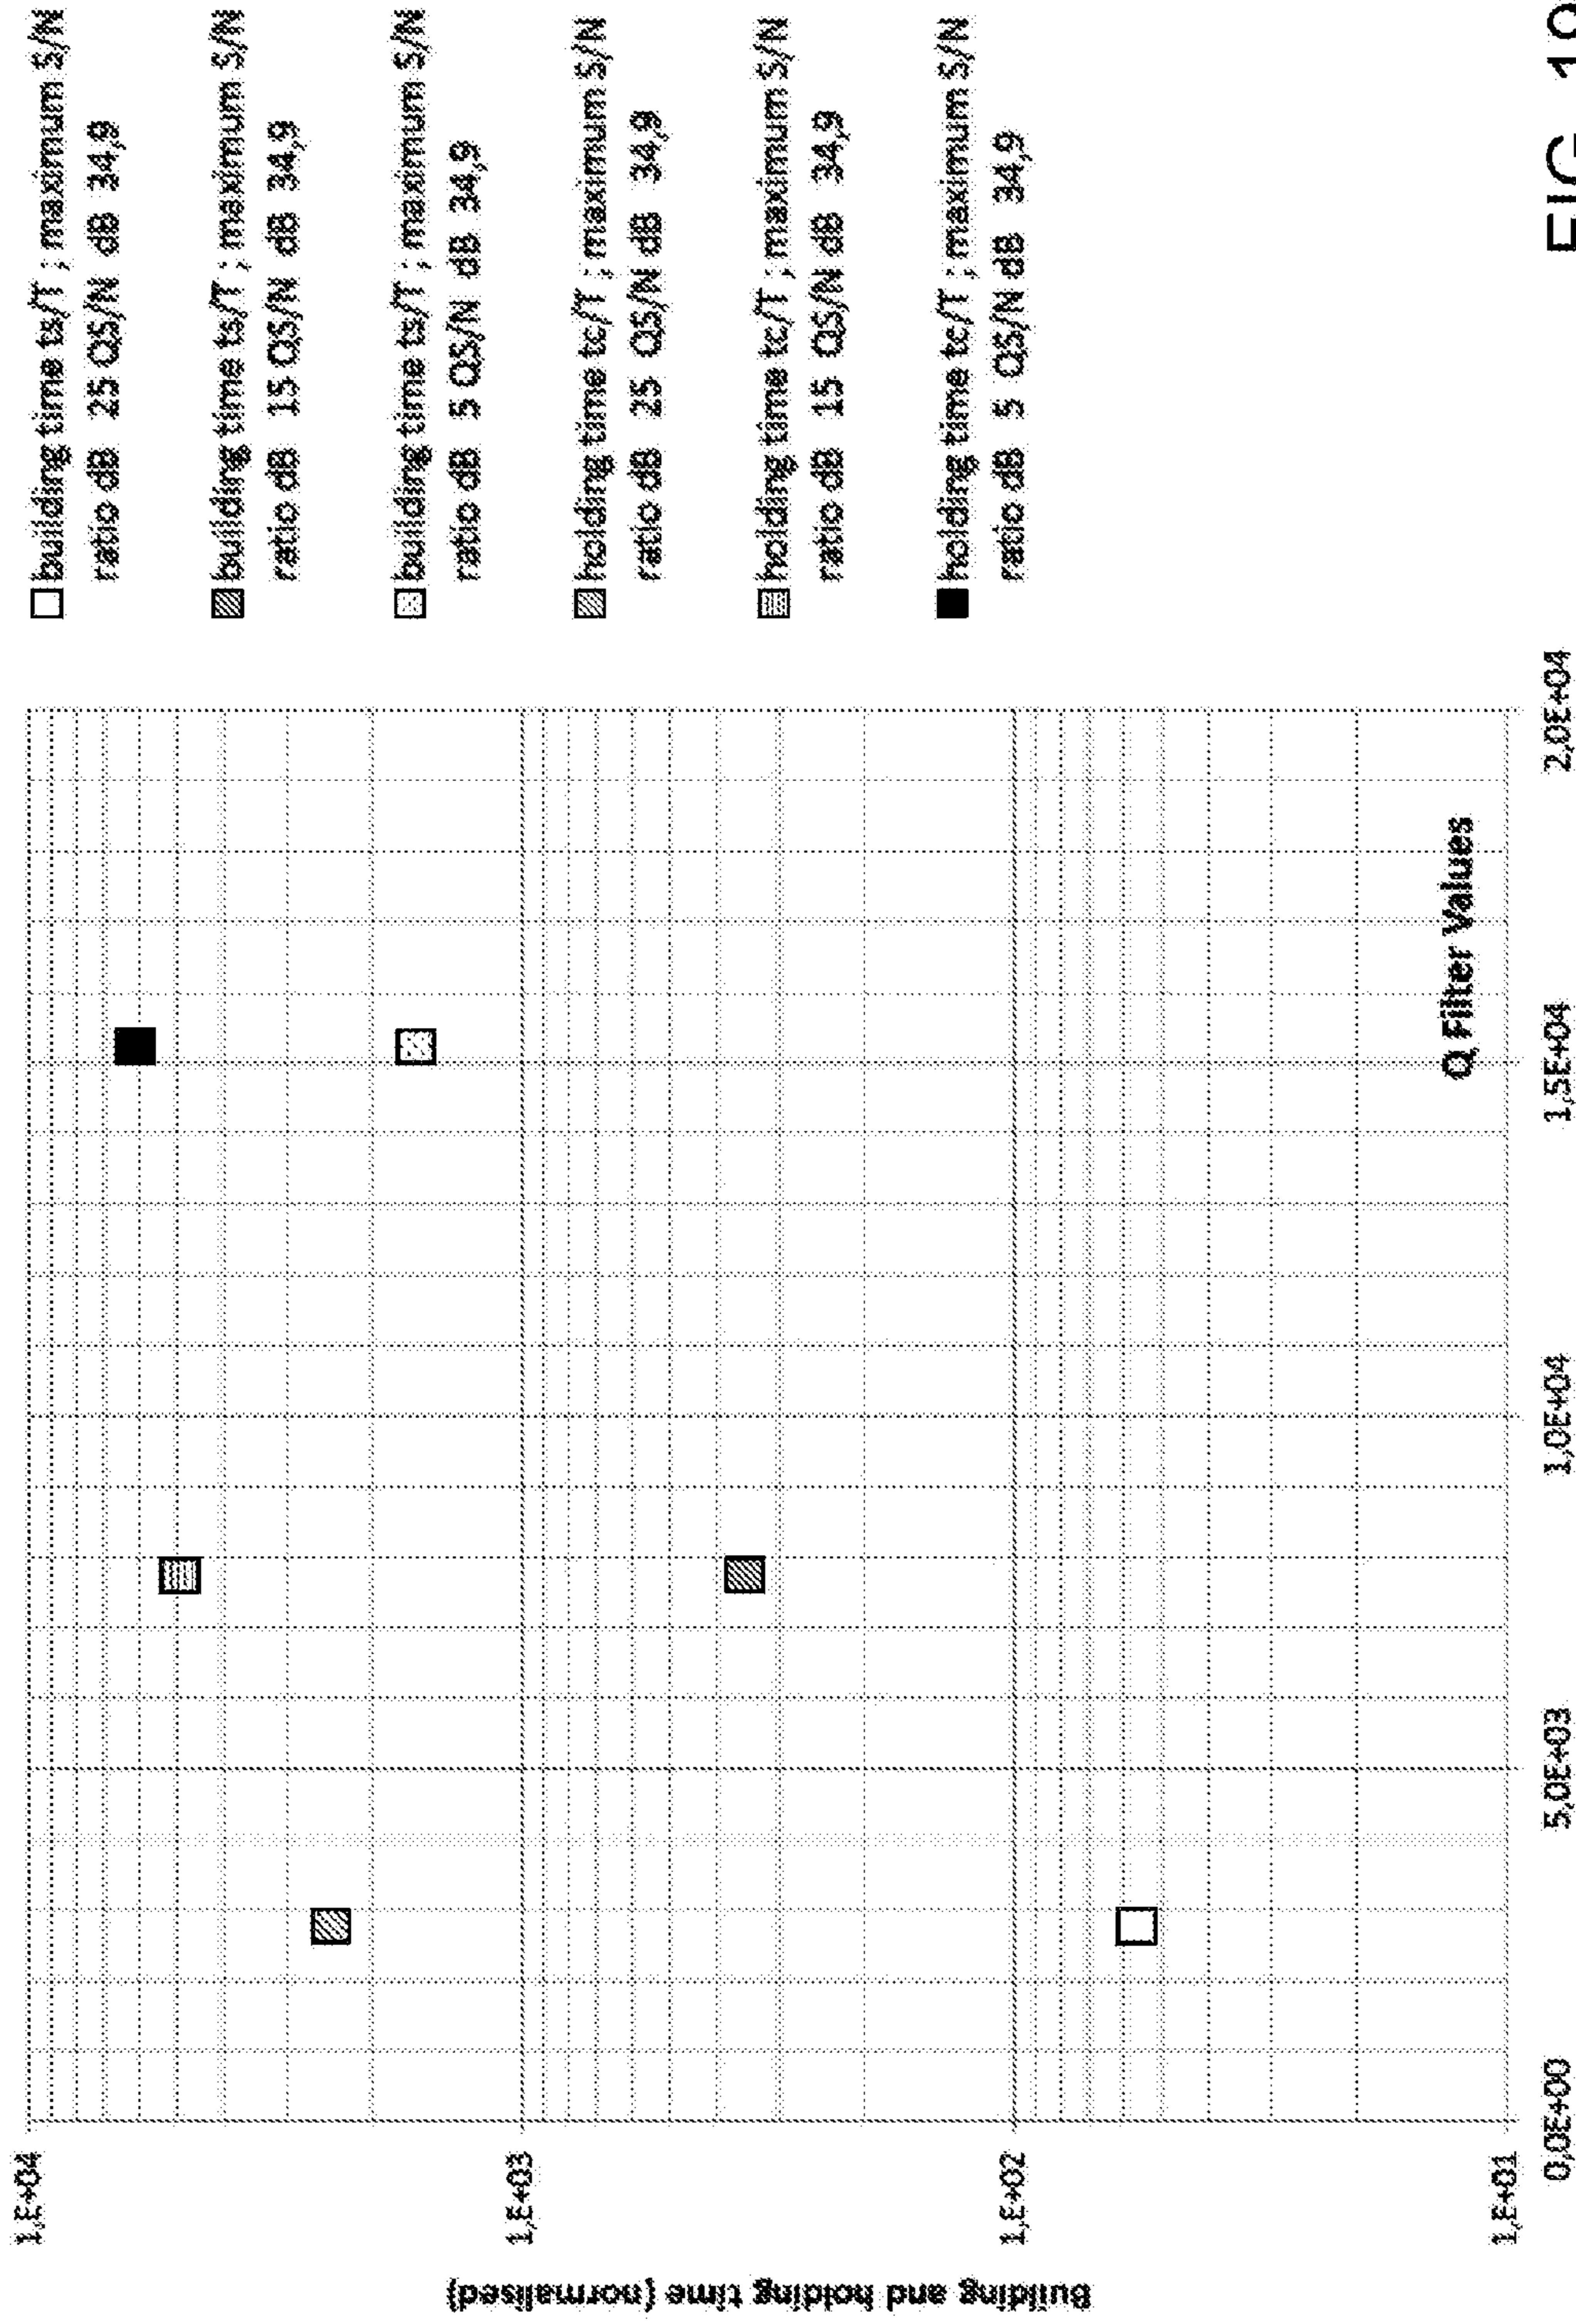 Building and holding time (normalised)
1,E+04
1,E+03
1,E+02
1,E+01
0,0E+00
5,0E+03
1,0E+04
1,5E+04
2,0E+04
Q Filter Values
building time ts/T ; maximum S/N
ratio dB 25 QS/N dB 34,9
building time ts/T ; maximum S/N
ratio dB 15 QS/N dB 34,9
building time ts/T ; maximum S/N
ratio dB 5 QS/N dB 34,9
holding time tc/T ; maximum S/N
ratio dB 25 QS/N dB 34,9
holding time tc/T ; maximum S/N
ratio dB 15 QS/N dB 34,9
holding time tc/T ; maximum S/N
ratio dB 5 QS/N dB 34,9
FIG